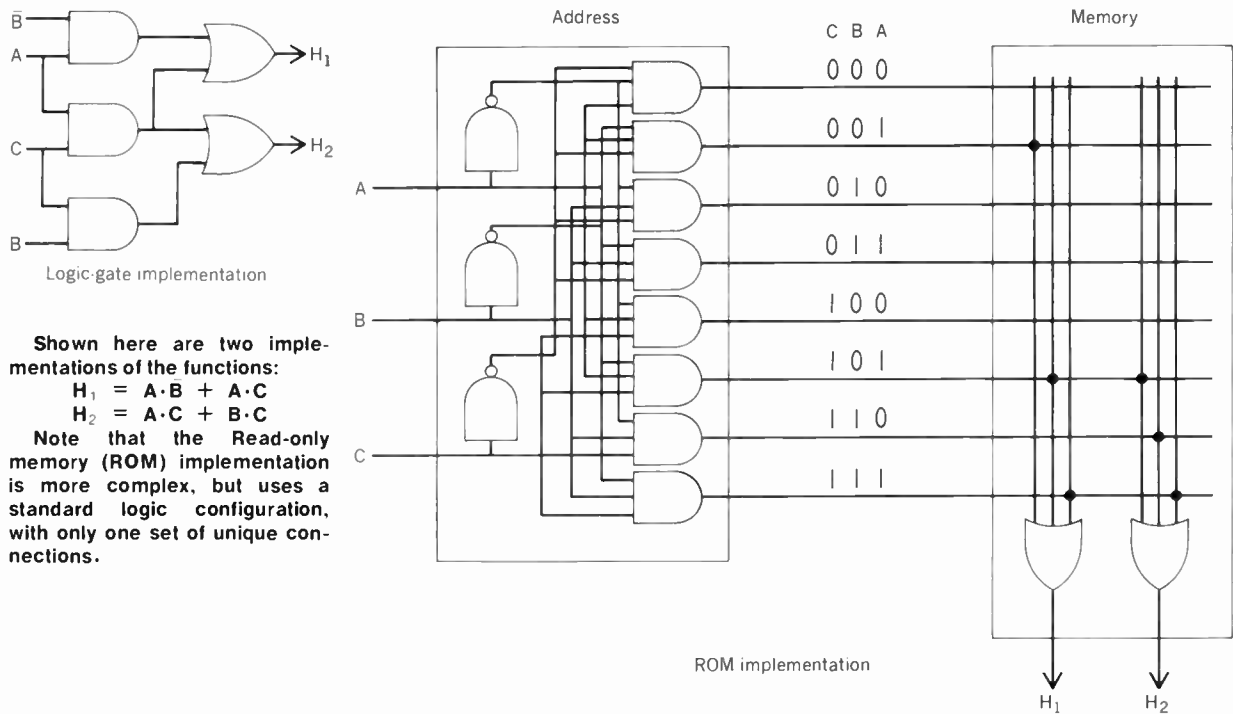 B̄
A
C
B
H₁
H₂
Logic-gate implementation
Shown here are two imple-
mentations of the functions:
H₁ = A·B̄ + A·C
H₂ = A·C + B·C
Note that the Read-only
memory (ROM) implementation
is more complex, but uses a
standard logic configuration,
with only one set of unique con-
nections.
Address
A
B
C
C B A
0 0 0
0 0 1
0 1 0
0 1 1
1 0 0
1 0 1
1 1 0
1 1 1
Memory
ROM implementation
H₁
H₂